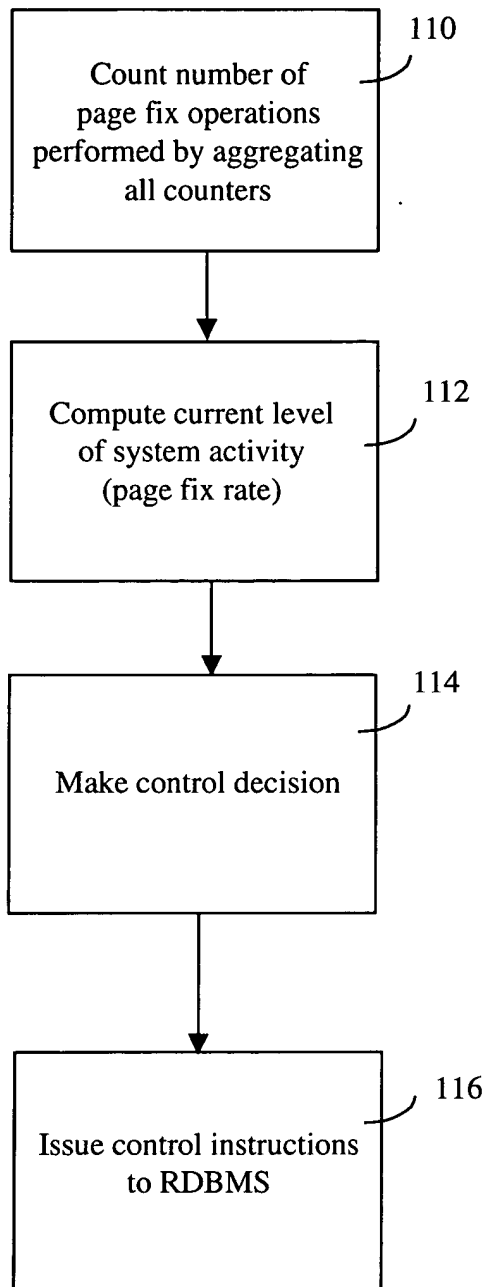 110
Count number of
page fix operations
performed by aggregating
all counters
112
Compute current level
of system activity
(page fix rate)
114
Make control decision
116
Issue control instructions
to RDBMS